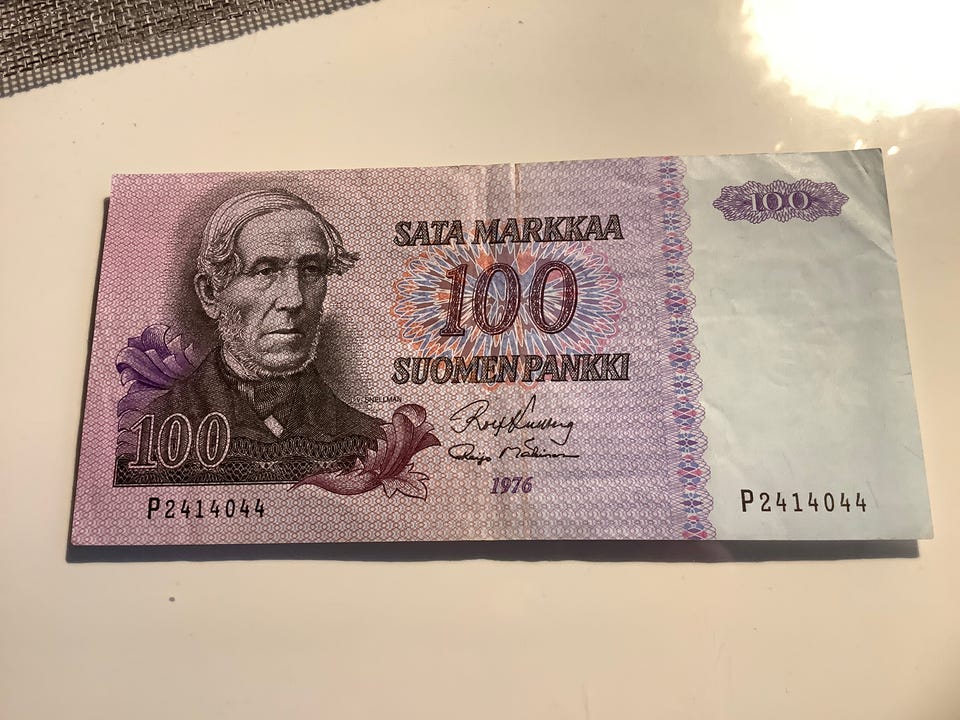 SATA MARKKAA
100
100
SUOMEN PANKKI
SNELLMAN
100
1976
P2414044
P2414044